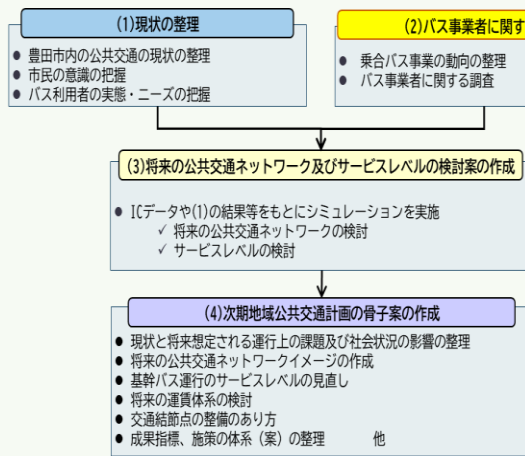 (1)現状の整理
● 豊田市内の公共交通の現状の整理
● 市民の意識の把握
● バス利用者の実態・ニーズの把握
(2)バス事業者に関す
● 乗合バス事業の動向の整理
● バス事業者に関する調査
(3)将来の公共交通ネットワーク及びサービスレベルの検討案の作成
● ICデータや(1)の結果等をもとにシミュレーションを実施
✓ 将来の公共交通ネットワークの検討
✓ サービスレベルの検討
(4)次期地域公共交通計画の骨子案の作成
● 現状と将来想定される運行上の課題及び社会状況の影響の整理
● 将来の公共交通ネットワークイメージの作成
● 基幹バス運行のサービスレベルの見直し
● 将来の運賃体系の検討
● 交通結節点の整備のあり方
● 成果指標、施策の体系（案）の整理　　他